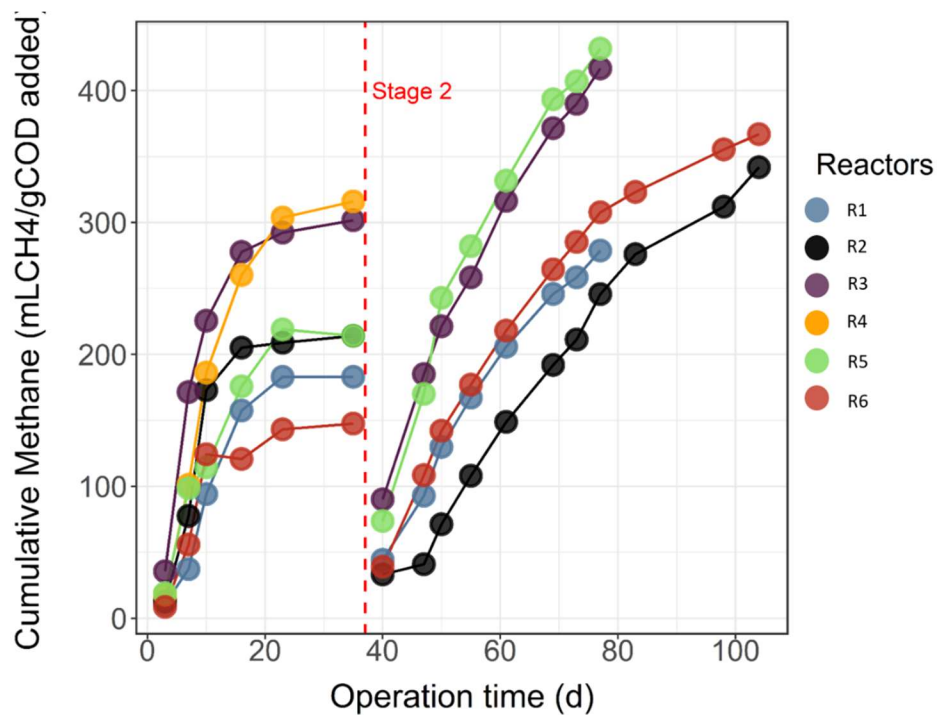 Cumulative Methane (mLCH4/gCOD added)
400
300
200
100
0
Stage 2
0
20
40
60
80
100
Operation time (d)
Reactors
R1
R2
R3
R4
R5
R6